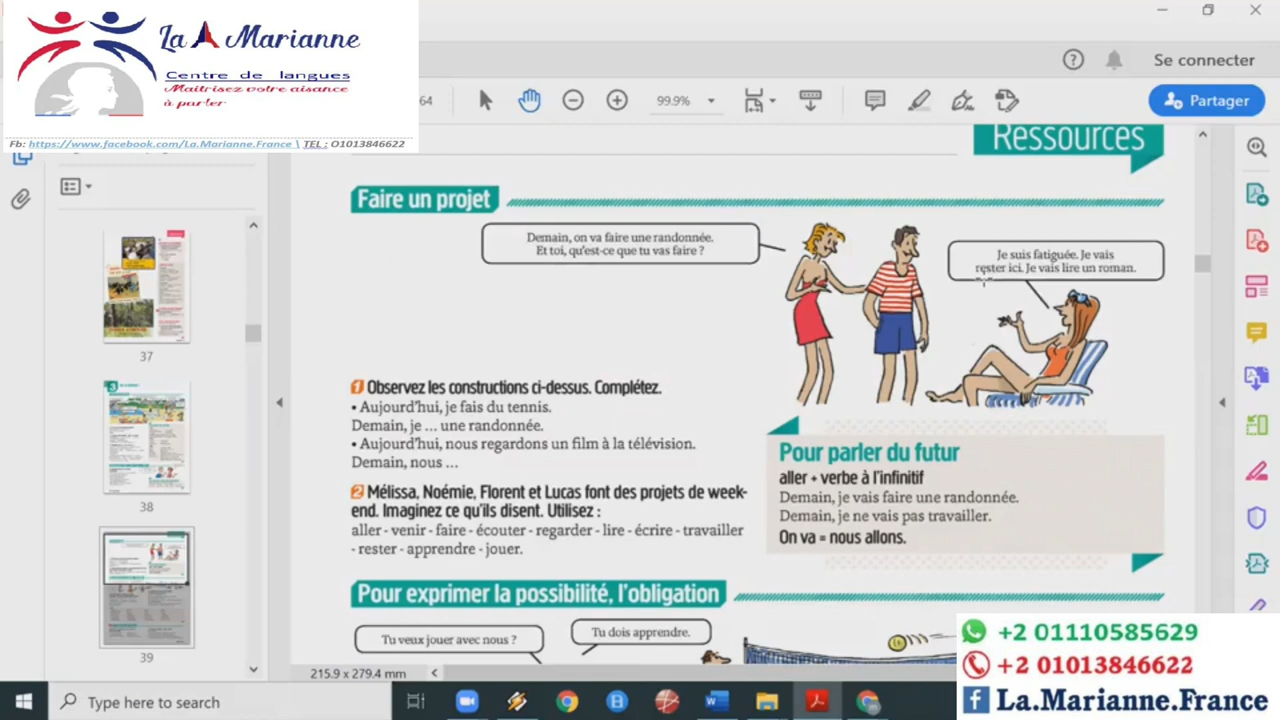 La Marianne
Centre de langues
Maitrisez votre aisance
à parler
Fb: https://www.facebook.com/La.Marianne.France \ TEL : O1013846622
Se connecter
64
99.9%
Partager
Ressources
Faire un projet
Demain, on va faire une randonnée.
Et toi, qu'est-ce que tu vas faire ?
Je suis fatiguée. Je vais
rester ici. Je vais lire un roman.
1 Observez les constructions ci-dessus. Complétez.
• Aujourd'hui, je fais du tennis.
Demain, je ... une randonnée.
• Aujourd'hui, nous regardons un film à la télévision.
Demain, nous ...
2 Mélissa, Noémie, Florent et Lucas font des projets de week-
end. Imaginez ce qu'ils disent. Utilisez :
aller - venir - faire - écouter - regarder - lire - écrire - travailler
- rester - apprendre - jouer.
Pour parler du futur
aller + verbe à l'infinitif
Demain, je vais faire une randonnée.
Demain, je ne vais pas travailler.
On va = nous allons.
Pour exprimer la possibilité, l'obligation
Tu veux jouer avec nous ?
Tu dois apprendre.
37
38
39
215.9 x 279.4 mm
+2 01110585629
+2 01013846622
La.Marianne.France
Type here to search